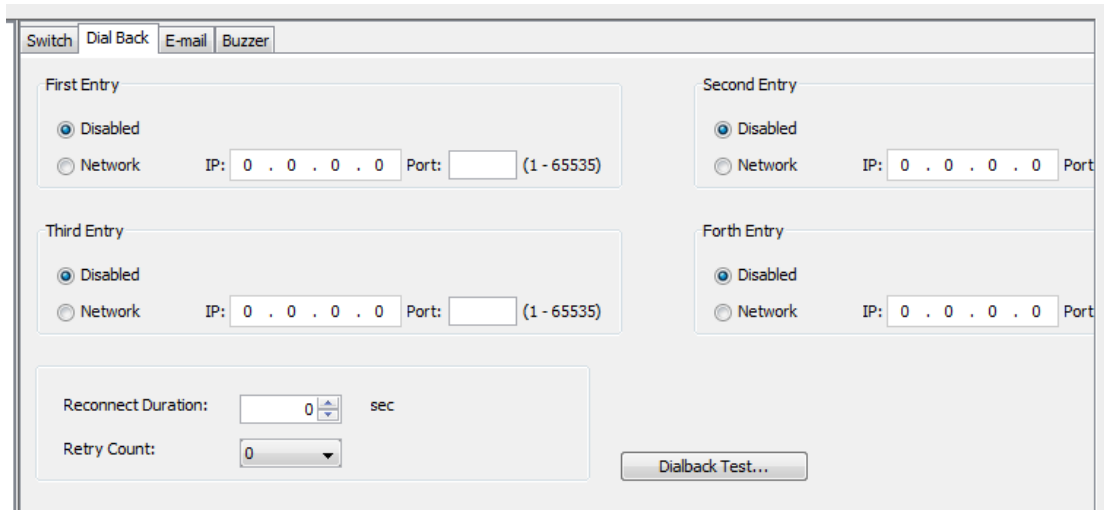 Switch Dial Back E-mail Buzzer
First Entry
Disabled
Network IP: 0 . 0 . 0 . 0 Port: (1 - 65535)
Second Entry
Disabled
Network IP: 0 . 0 . 0 . 0 Port
Third Entry
Disabled
Network IP: 0 . 0 . 0 . 0 Port: (1 - 65535)
Forth Entry
Disabled
Network IP: 0 . 0 . 0 . 0 Port
Reconnect Duration: 0 sec
Retry Count: 0
Dialback Test...